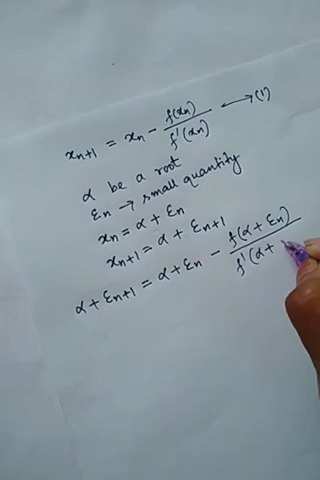 xₙ₊₁ = xₙ - f(xₙ)/f'(xₙ) ⟷ (1)
α be a root
εₙ → small quantity
xₙ = α + εₙ
xₙ₊₁ = α + εₙ₊₁
α + εₙ₊₁ = α + εₙ - f(α + εₙ)/f'(α +